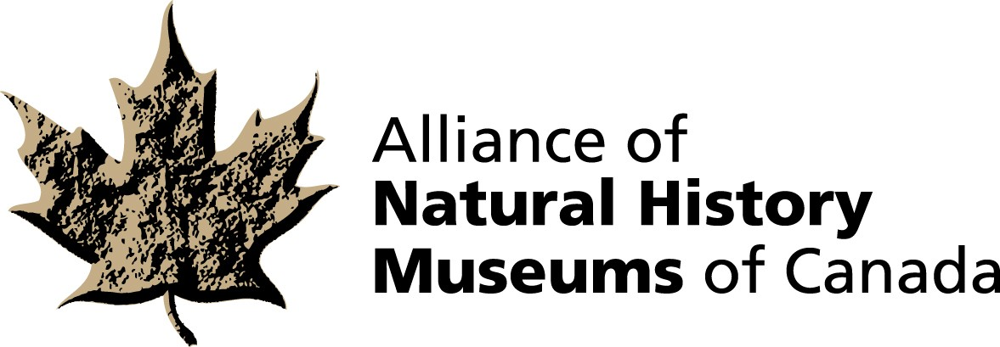 Alliance of
Natural History
Museums of Canada